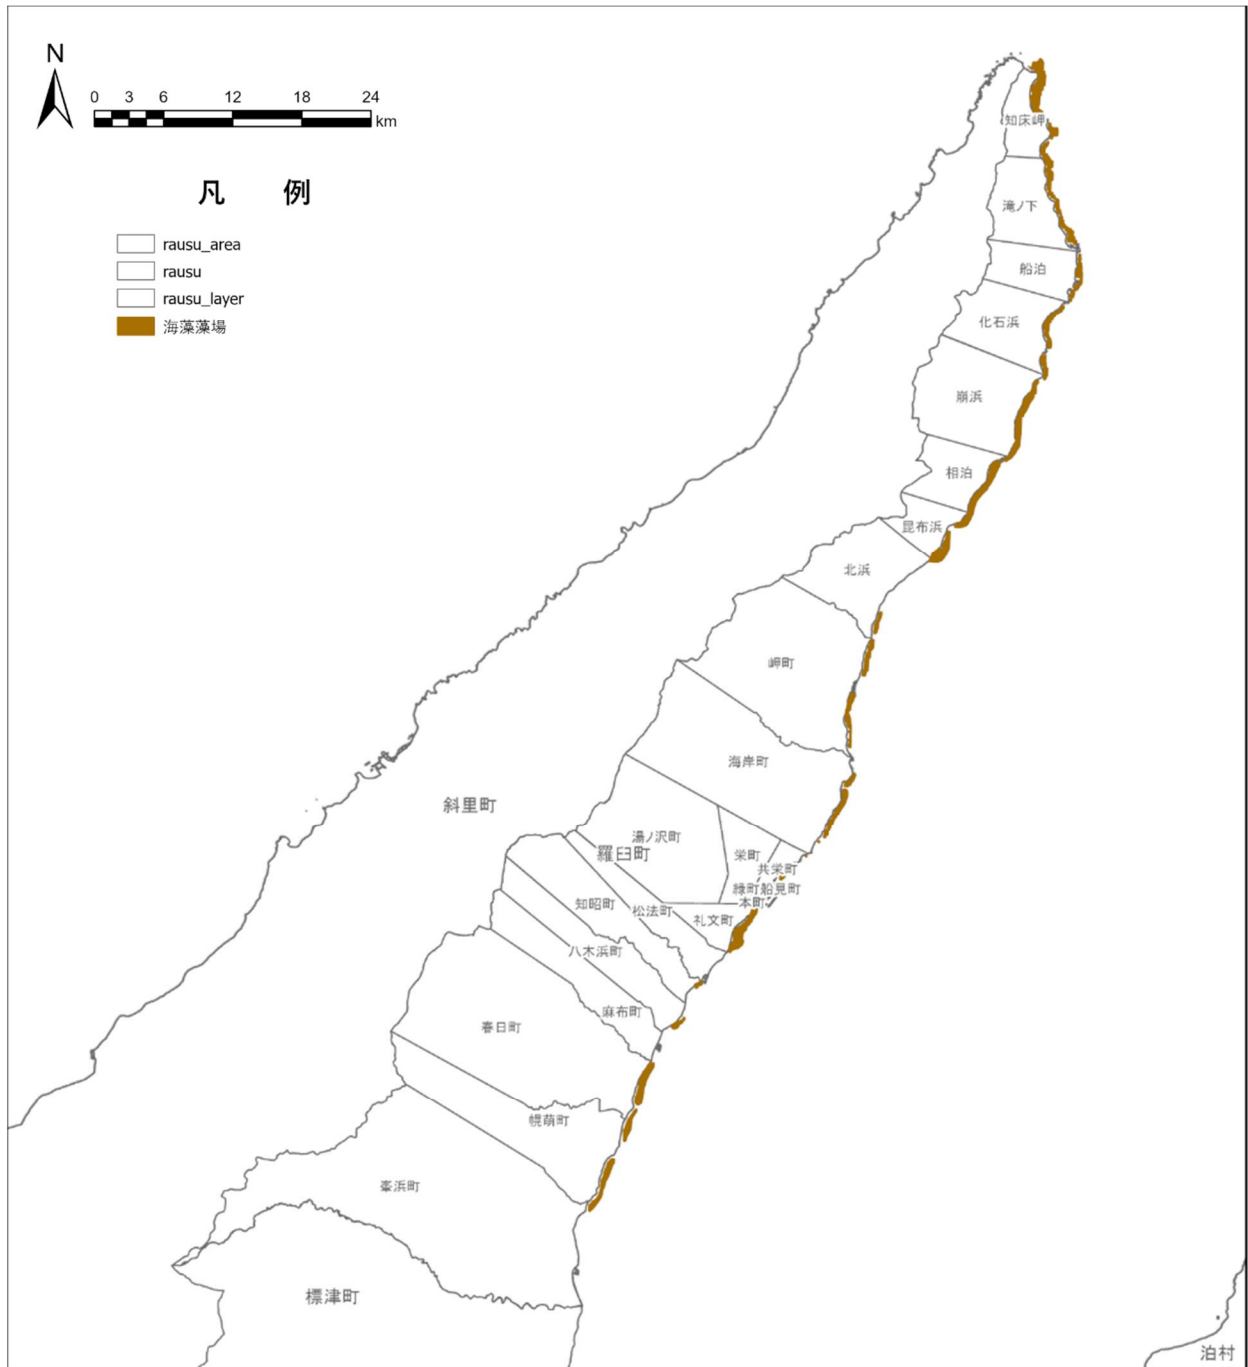 N
0 3 6 12 18 24
km
凡 例
rausu_area
rausu
rausu_layer
海藻藻場
知床岬
滝ノ下
船泊
化石浜
崩浜
相泊
昆布浜
北浜
岬町
海岸町
斜里町
湯ノ沢町
羅臼町
栄町
共栄町
緑町
船見町
本町
知昭町
松法町
礼文町
八木浜町
麻布町
春日町
幌萌町
峯浜町
標津町
泊村